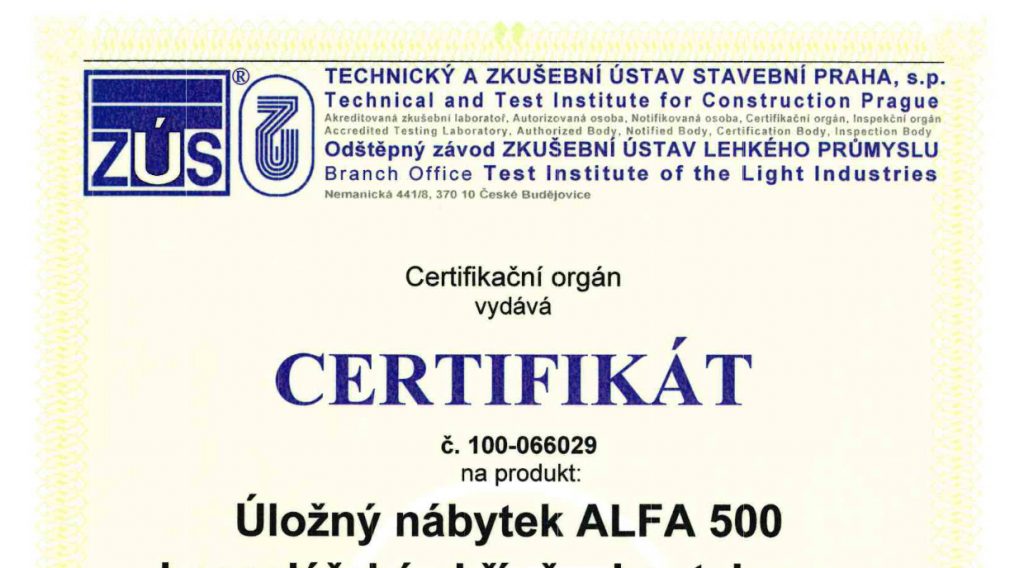 ZÚS
®
TECHNICKÝ A ZKUŠEBNÍ ÚSTAV STAVEBNÍ PRAHA, s.p.
Technical and Test Institute for Construction Prague
Akreditovaná zkušební laboratoř, Autorizovaná osoba, Notifikovaná osoba, Certifikační orgán, Inspekční orgán
Accredited Testing Laboratory, Authorized Body, Notified Body, Certification Body, Inspection Body
Odštěpný závod ZKUŠEBNÍ ÚSTAV LEHKÉHO PRŮMYSLU
Branch Office Test Institute of the Light Industries
Nemanická 441/8, 370 10 České Budějovice
Certifikační orgán
vydává
CERTIFIKÁT
č. 100-066029
na produkt:
Úložný nábytek ALFA 500